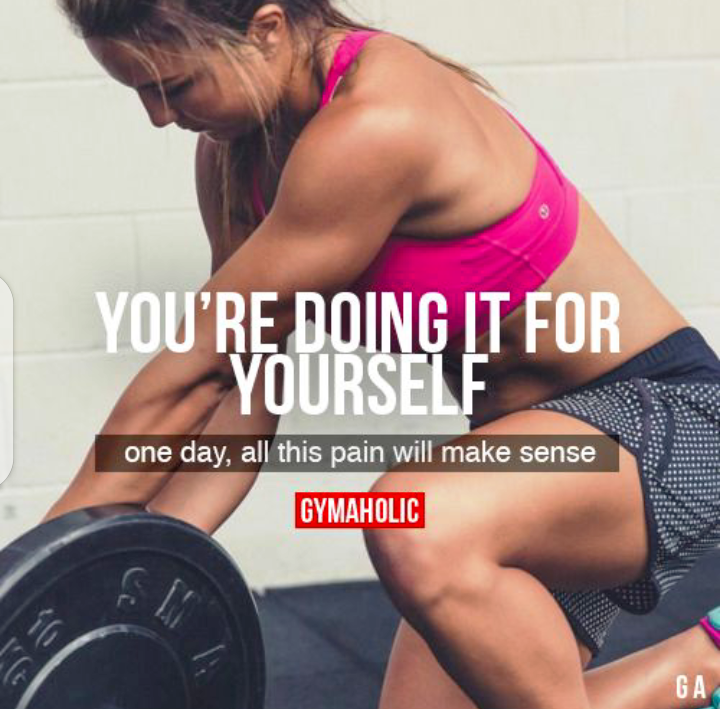 YOU'RE DOING IT FOR
YOURSELF
one day, all this pain will make sense
GYMAHOLIC
GA